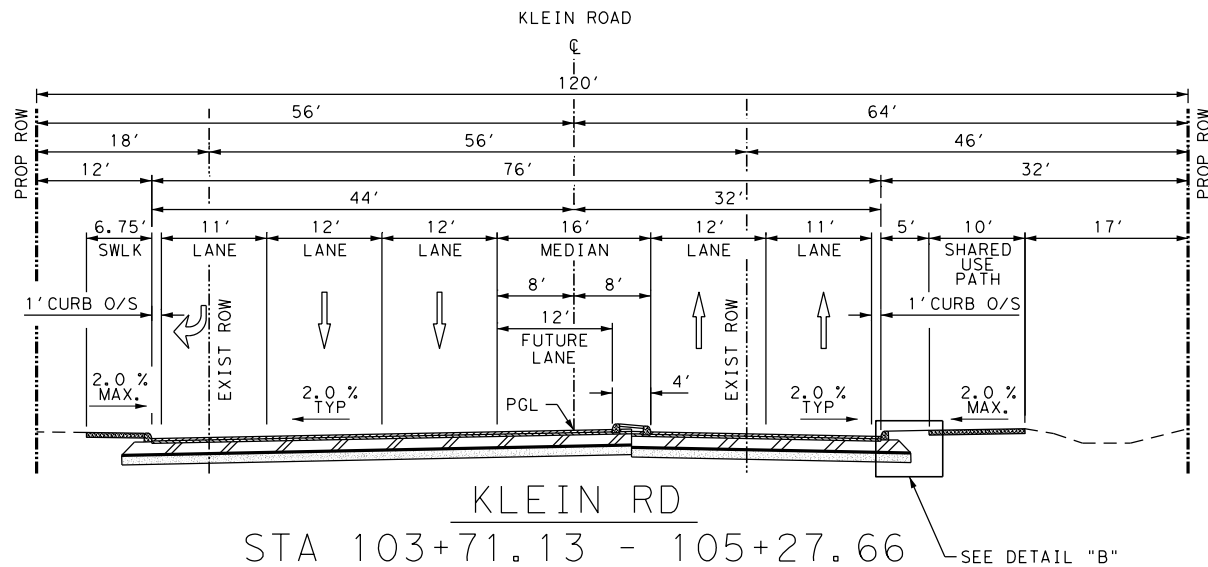 KLEIN ROAD
℄
120'
56' 64'
18' 56' 46'
12' 76' 32'
44' 32'
PROP ROW
PROP ROW
6.75' 11' 12' 12' 16' 12' 11' 5' 10' 17'
SWLK LANE LANE LANE MEDIAN LANE LANE SHARED
USE
PATH
8' 8'
1' CURB O/S 1' CURB O/S
12'
FUTURE
LANE
EXIST ROW
EXIST ROW
4'
2.0 %
MAX.
2.0 %
TYP
PGL
2.0 %
TYP
2.0 %
MAX.
KLEIN RD
STA 103+71.13 - 105+27.66
SEE DETAIL "B"